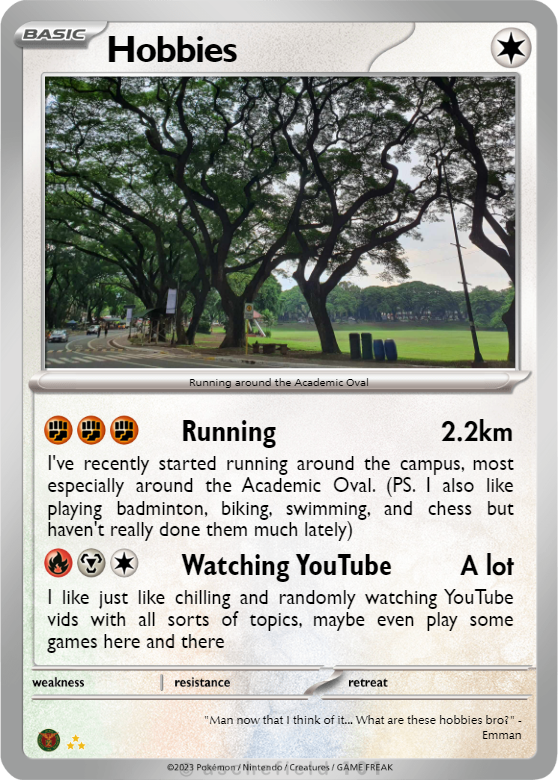 BASIC
Hobbies
Running around the Academic Oval
Running 2.2km
I've recently started running around the campus, most
especially around the Academic Oval. (PS. I also like
playing badminton, biking, swimming, and chess but
haven't really done them much lately)
Watching YouTube A lot
I like just like chilling and randomly watching YouTube
vids with all sorts of topics, maybe even play some
games here and there
weakness resistance retreat
"Man now that I think of it... What are these hobbies bro?" -
Emman
©2023 Pokémon / Nintendo / Creatures / GAME FREAK